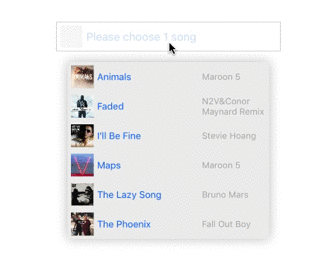 Please choose 1 song
Animals Maroon 5
Faded N2V&Conor
Maynard Remix
I'll Be Fine Stevie Hoang
Maps Maroon 5
The Lazy Song Bruno Mars
The Phoenix Fall Out Boy